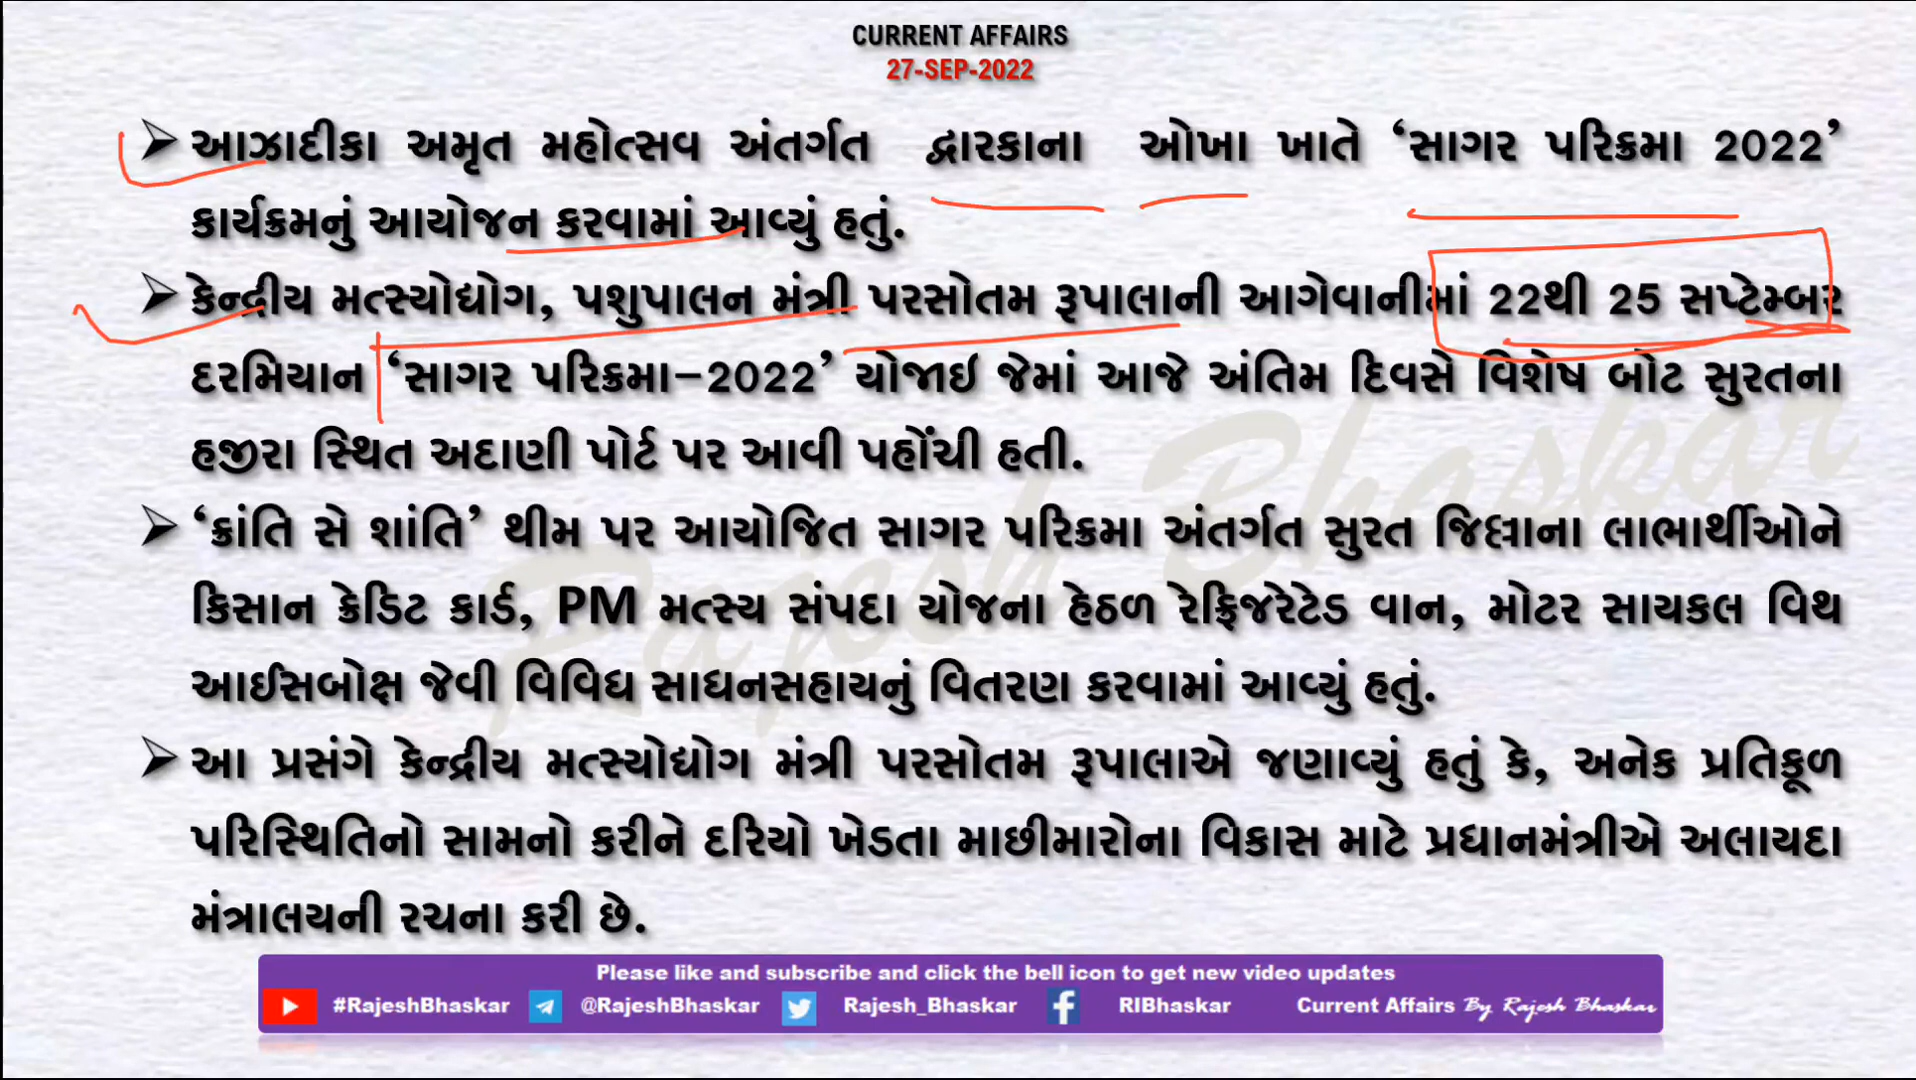 CURRENT AFFAIRS
27-SEP-2022
➢ આઝાદીકા અમૃત મહોત્સવ અંતર્ગત દ્વારકાના ઓખા ખાતે ‘સાગર પરિક્રમા 2022’
કાર્યક્રમનું આયોજન કરવામાં આવ્યું હતું.
➢ કેન્દ્રીય મત્સ્યોદ્યોગ, પશુપાલન મંત્રી પરસોતમ રૂપાલાની આગેવાનીમાં 22થી 25 સપ્ટેમ્બર
દરમિયાન ‘સાગર પરિક્રમા-2022’ યોજાઇ જેમાં આજે અંતિમ દિવસે વિશેષ બોટ સુરતના
હજીરા સ્થિત અદાણી પોર્ટ પર આવી પહોંચી હતી.
➢ ‘ક્રાંતિ સે શાંતિ’ થીમ પર આયોજિત સાગર પરિક્રમા અંતર્ગત સુરત જિલ્લાના લાભાર્થીઓને
કિસાન ક્રેડિટ કાર્ડ, PM મત્સ્ય સંપદા યોજના હેઠળ રેફ્રિજરેટેડ વાન, મોટર સાયકલ વિથ
આઈસબોક્ષ જેવી વિવિધ સાધનસહાયનું વિતરણ કરવામાં આવ્યું હતું.
➢ આ પ્રસંગે કેન્દ્રીય મત્સ્યોદ્યોગ મંત્રી પરસોતમ રૂપાલાએ જણાવ્યું હતું કે, અનેક પ્રતિકૂળ
પરિસ્થિતિનો સામનો કરીને દરિયો ખેડતા માછીમારોના વિકાસ માટે પ્રધાનમંત્રીએ અલાયદા
મંત્રાલયની રચના કરી છે.
Rajesh Bhaskar
Please like and subscribe and click the bell icon to get new video updates
#RajeshBhaskar @RajeshBhaskar Rajesh_Bhaskar RIBhaskar Current Affairs By Rajesh Bhaskar